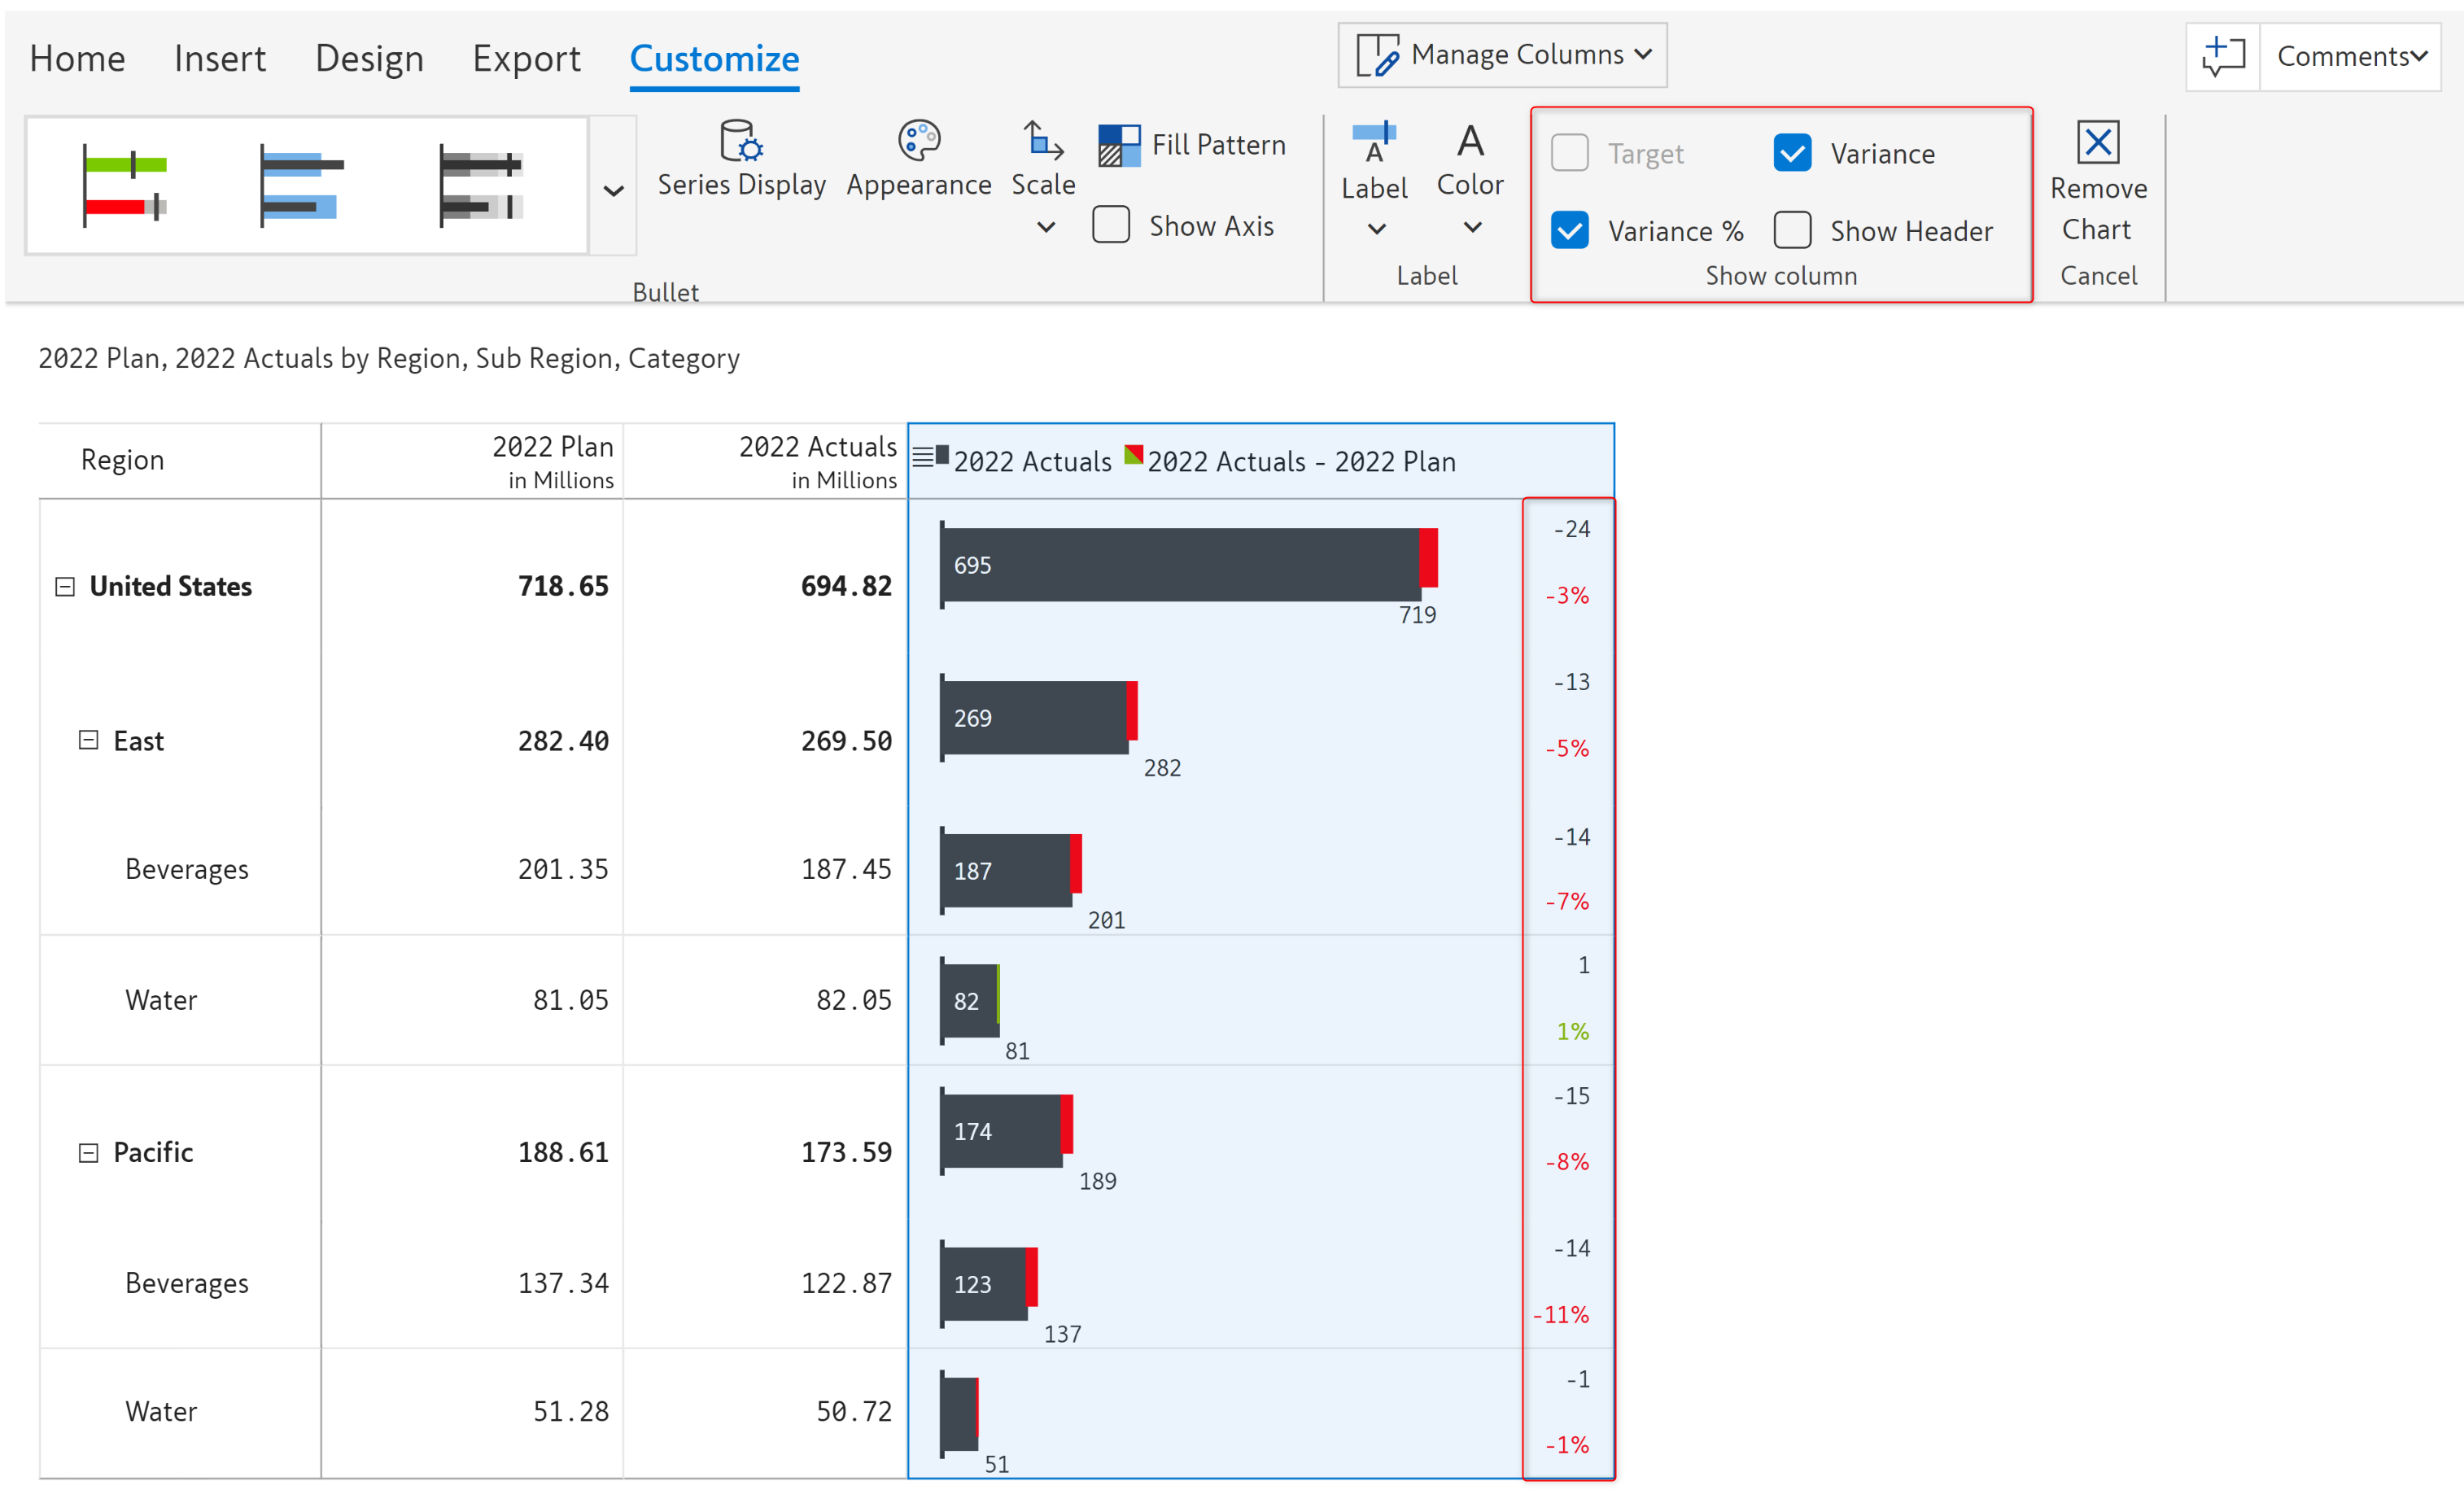 Home Insert Design Export Customize Manage Columns Comments
Series Display Appearance Scale Fill Pattern Show Axis
Bullet
A
Label
A
Color
Label
Target Variance
Variance % Show Header
Show column
Remove
Chart
Cancel
2022 Plan, 2022 Actuals by Region, Sub Region, Category
Region 2022 Plan in Millions 2022 Actuals in Millions 2022 Actuals 2022 Actuals - 2022 Plan
United States 718.65 694.82 695 719 -24 -3%
East 282.40 269.50 269 282 -13 -5%
Beverages 201.35 187.45 187 201 -14 -7%
Water 81.05 82.05 82 81 1 1%
Pacific 188.61 173.59 174 189 -15 -8%
Beverages 137.34 122.87 123 137 -14 -11%
Water 51.28 50.72 51 -1 -1%